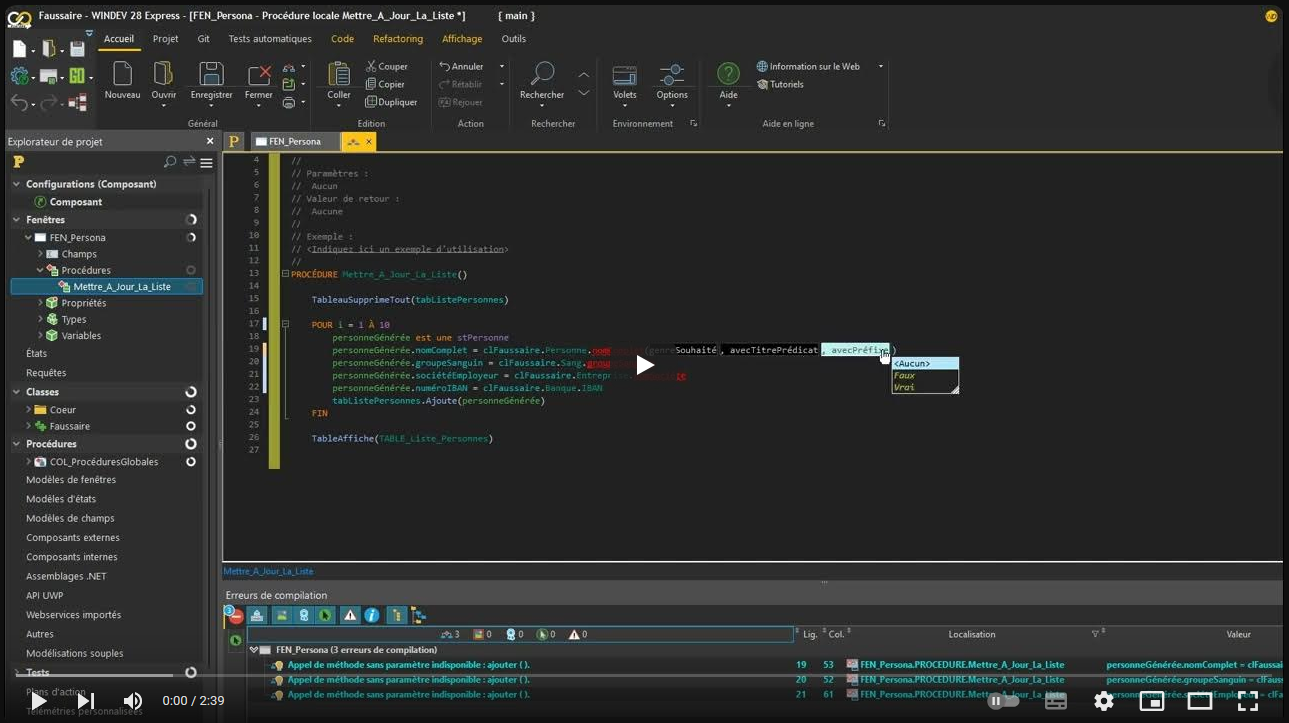 Faussaire - WINDEV 28 Express - [FEN_Persona - Procédure locale Mettre_A_Jour_La_Liste *] [ main ]
Accueil Projet Git Tests automatiques Code Refactoring Affichage Outils
GO
Nouveau Ouvrir Enregistrer Fermer
Général
Coller Couper
Copier
Dupliquer
Edition
Annuler
Rétablir
Rejouer
Action
Rechercher
Rechercher
Volets Options
Environnement
Aide Information sur le Web
Tutoriels
Aide en ligne
Explorateur de projet
Configurations (Composant)
Composant
Fenêtres
FEN_Persona
Champs
Procédures
Mettre_A_Jour_La_Liste
Propriétés
Types
Variables
États
Requêtes
Classes
Coeur
Faussaire
Procédures
COL_ProcéduresGlobales
Modèles de fenêtres
Modèles d'états
Modèles de champs
Composants externes
Composants internes
Assemblages .NET
API UWP
Webservices importés
Autres
Modélisations souples
Tests
Plans d'action
Télémétries personnalisées
FEN_Persona
4 //
5 // Paramètres :
6 // Aucun
7 // Valeur de retour :
8 // Aucune
9 //
10 // Exemple :
11 // <Indiquez ici un exemple d'utilisation>
12 //
13 PROCÉDURE Mettre_A_Jour_La_Liste()
14
15 TableauSupprimeTout(tabListePersonnes)
16
17 POUR i = 1 À 10
18 personneGénérée est une stPersonne
19 personneGénérée.nomComplet = clFaussaire.Personne.nom (genreSouhaité , avecTitrePrédicat , avecPréfixe )
20 personneGénérée.groupeSanguin = clFaussaire.Sang.
21 personneGénérée.sociétéEmployeur = clFaussaire.
22 personneGénérée.numéroIBAN = clFaussaire.Banque.IBAN
23 tabListePersonnes.Ajoute(personneGénérée)
24 FIN
25
26 TableAffiche(TABLE_Liste_Personnes)
27
<Aucun>
Faux
Vrai
Mettre_A_Jour_La_Liste
Erreurs de compilation
3
3 0 0 0 0 Lig. Col. Localisation Valeur
FEN_Persona (3 erreurs de compilation)
Appel de méthode sans paramètre indisponible : ajouter ( ). 19 53 FEN_Persona.PROCEDURE.Mettre_A_Jour_La_Liste personneGénérée.nomComplet = clFaussai
Appel de méthode sans paramètre indisponible : ajouter ( ). 20 52 FEN_Persona.PROCEDURE.Mettre_A_Jour_La_Liste personneGénérée.groupeSanguin = clFaus
Appel de méthode sans paramètre indisponible : ajouter ( ). 21 61 FEN_Persona.PROCEDURE.Mettre_A_Jour_La_Liste
0:00 / 2:39